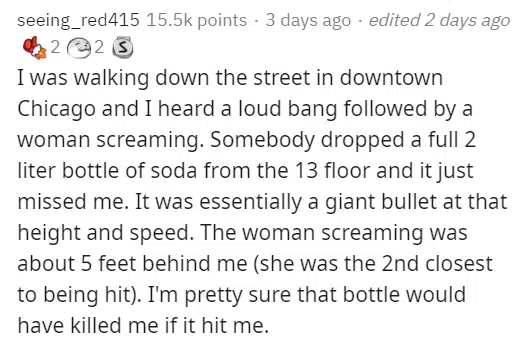 seeing_red415 15.5k points · 3 days ago · edited 2 days ago
2 2 S
I was walking down the street in downtown
Chicago and I heard a loud bang followed by a
woman screaming. Somebody dropped a full 2
liter bottle of soda from the 13 floor and it just
missed me. It was essentially a giant bullet at that
height and speed. The woman screaming was
about 5 feet behind me (she was the 2nd closest
to being hit). I'm pretty sure that bottle would
have killed me if it hit me.